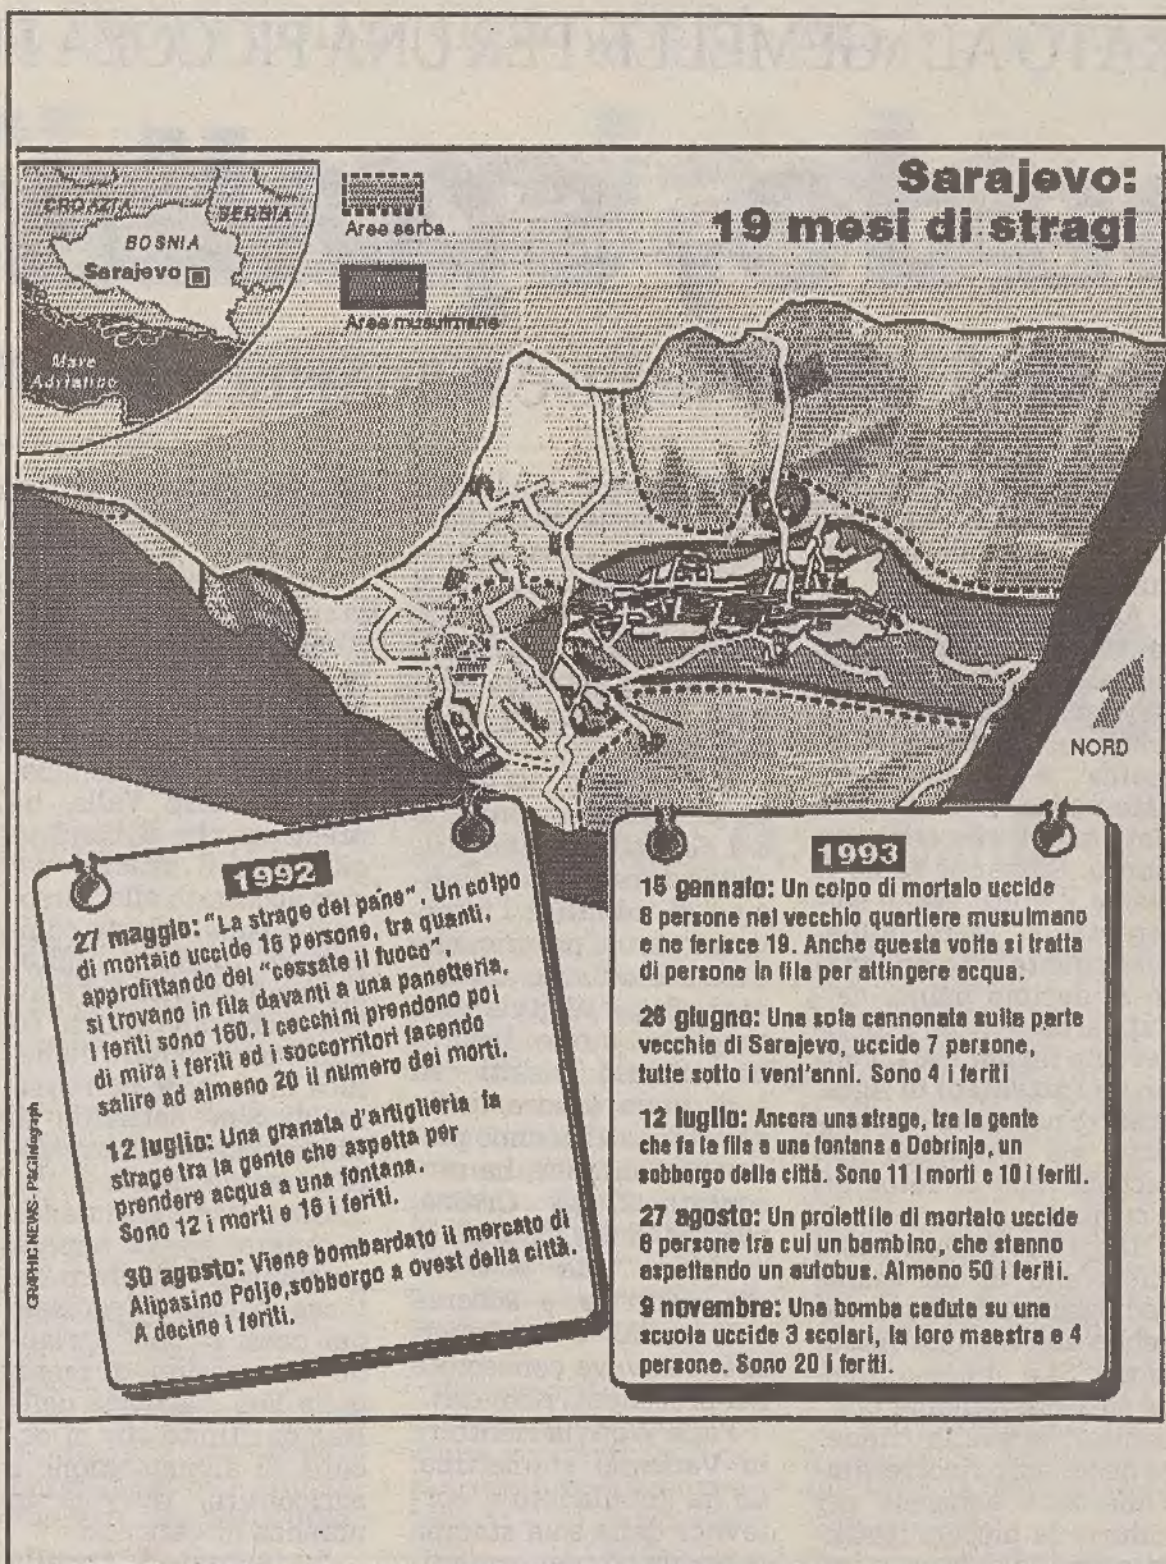 Sarajevo:
19 mesi di stragi
CROAZIA
SERBIA
BOSNIA
Sarajevo
Mare
Adriatico
Aree serbe
Aree musulmane
NORD
1992
27 maggio: "La strage del pane". Un colpo
di mortaio uccide 16 persone, tra quanti,
approfittando del "cessate il fuoco",
si trovano in fila davanti a una panetteria.
I feriti sono 160. I cecchini prendono poi
di mira i feriti ed i soccorritori facendo
salire ad almeno 20 il numero dei morti.
12 luglio: Una granata d'artiglieria fa
strage tra la gente che aspetta per
prendere acqua a una fontana.
Sono 12 i morti e 16 i feriti.
30 agosto: Viene bombardato il mercato di
Alipasino Polje,sobborgo a ovest della città.
A decine i feriti.
1993
15 gennaio: Un colpo di mortaio uccide
8 persone nel vecchio quartiere musulmano
e ne ferisce 19. Anche questa volta si tratta
di persone in fila per attingere acqua.
26 giugno: Una sola cannonata sulla parte
vecchia di Sarajevo, uccide 7 persone,
tutte sotto i vent'anni. Sono 4 i feriti
12 luglio: Ancora una strage, tra la gente
che fa la fila a una fontana a Dobrinja, un
sobborgo della città. Sono 11 i morti e 10 i feriti.
27 agosto: Un proiettile di mortaio uccide
6 persone tra cui un bambino, che stanno
aspettando un autobus. Almeno 50 i feriti.
9 novembre: Una bomba caduta su una
scuola uccide 3 scolari, la loro maestra e 4
persone. Sono 20 i feriti.
GRAPHIC NEWS - P&G Infograph